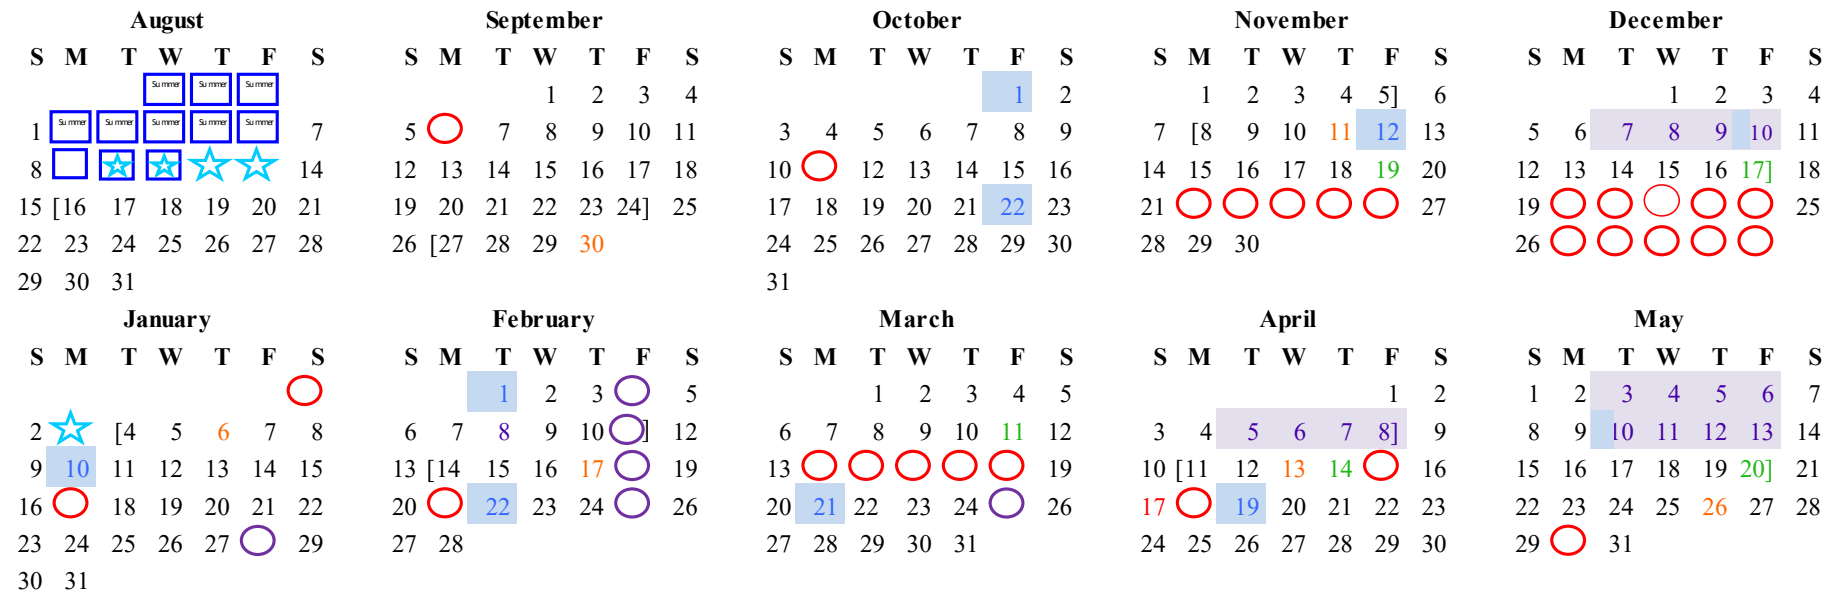 August September October November December
S M T W T F S S M T W T F S S M T W T F S S M T W T F S S M T W T F S
Summer Summer Summer 1 2 3 4 1 2 1 2 3 4 5] 6 1 2 3 4
1 Summer Summer Summer Summer Summer 7 5 7 8 9 10 11 3 4 5 6 7 8 9 7 [8 9 10 11 12 13 5 6 7 8 9 10 11
8 14 12 13 14 15 16 17 18 10 12 13 14 15 16 14 15 16 17 18 19 20 12 13 14 15 16 17] 18
15 [16 17 18 19 20 21 19 20 21 22 23 24] 25 17 18 19 20 21 22 23 21 27 19 25
22 23 24 25 26 27 28 26 [27 28 29 30 24 25 26 27 28 29 30 28 29 30 26
29 30 31 31
January February March April May
S M T W T F S S M T W T F S S M T W T F S S M T W T F S S M T W T F S
1 2 3 5 1 2 3 4 5 1 2 1 2 3 4 5 6 7
2 [4 5 6 7 8 6 7 8 9 10 ] 12 6 7 8 9 10 11 12 3 4 5 6 7 8] 9 8 9 10 11 12 13 14
9 10 11 12 13 14 15 13 [14 15 16 17 19 13 19 10 [11 12 13 14 16 15 16 17 18 19 20] 21
16 18 19 20 21 22 20 22 23 24 26 20 21 22 23 24 26 17 19 20 21 22 23 22 23 24 25 26 27 28
23 24 25 26 27 29 27 28 27 28 29 30 31 24 25 26 27 28 29 30 29 31
30 31